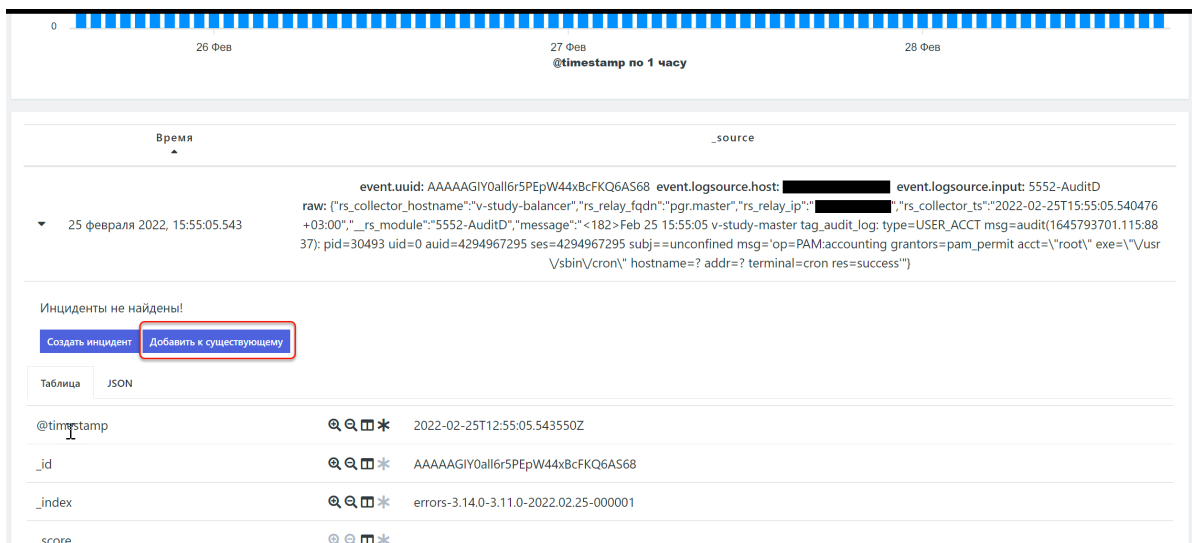 0
26 Фев 27 Фев 28 Фев
@timestamp по 1 часу
Время _source
event.uuid: AAAAAGIY0all6r5PEpW44xBcFKQ6AS68 event.logsource.host: event.logsource.input: 5552-AuditD
raw: {"rs_collector_hostname":"v-study-balancer","rs_relay_fqdn":"pgr.master","rs_relay_ip":" ","rs_collector_ts":"2022-02-25T15:55:05.540476
25 февраля 2022, 15:55:05.543 +03:00","__rs_module":"5552-AuditD","message":"<182>Feb 25 15:55:05 v-study-master tag_audit_log: type=USER_ACCT msg=audit(1645793701.115:88
37): pid=30493 uid=0 auid=4294967295 ses=4294967295 subj==unconfined msg='op=PAM:accounting grantors=pam_permit acct=\"root\" exe=\"\/usr
\/sbin\/cron\" hostname=? addr=? terminal=cron res=success'"}
Инциденты не найдены!
Создать инцидент Добавить к существующему
Таблица JSON
@timestamp 2022-02-25T12:55:05.543550Z
_id AAAAAGIY0all6r5PEpW44xBcFKQ6AS68
_index errors-3.14.0-3.11.0-2022.02.25-000001
_score